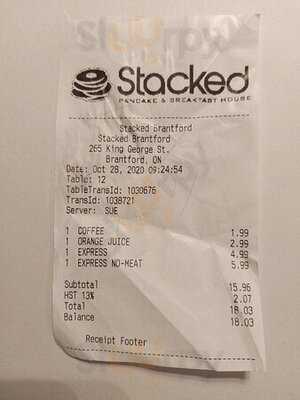 Stacked
PANCAKE & BREAKFAST HOUSE
Stacked Brantford
Stacked Brantford
265 King George St.
Brantford, ON
Date: Oct 28, 2020 09:24:54
Table: 12
TableTransId: 1030676
TransId: 1038721
Server: SUE
1 COFFEE 1.99
1 ORANGE JUICE 2.99
1 EXPRESS 4.99
1 EXPRESS NO-MEAT 5.99
Subtotal 15.96
HST 13% 2.07
Total 18.03
Balance 18.03
Receipt Footer